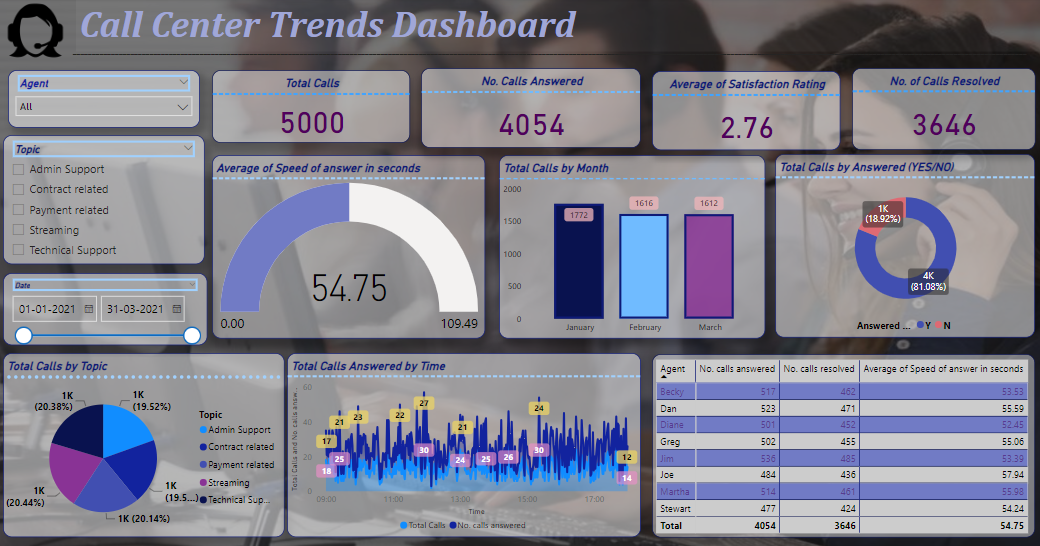 Call Center Trends Dashboard
Agent
All
Topic
Admin Support
Contract related
Payment related
Streaming
Technical Support
Date
01-01-2021 31-03-2021
Total Calls
5000
No. Calls Answered
4054
Average of Satisfaction Rating
2.76
No. of Calls Resolved
3646
Average of Speed of answer in seconds
54.75
0.00 109.49
Total Calls by Month
2000
1500
1000
500
0
1772 1616 1612
January February March
Total Calls by Answered (YES/NO)
1K
(18.92%)
4K
(81.08%)
Answered ... Y N
Total Calls by Topic
1K
(20.38%)
1K
(19.52%)
1K
(20.44%)
1K
(19.5...)
1K (20.14%)
Topic
Admin Support
Contract related
Payment related
Streaming
Technical Sup...
Total Calls Answered by Time
Total Calls and No. calls answ...
60
40
20
0
17 21 23 22 27 21 24 12
18 25 30 24 25 26 30 14
09:00 11:00 13:00 15:00 17:00
Time
Total Calls No. calls answered
Agent No. calls answered No. calls resolved Average of Speed of answer in seconds
Becky 517 462 53.53
Dan 523 471 55.59
Diane 501 452 52.45
Greg 502 455 55.06
Jim 536 485 53.39
Joe 484 436 57.94
Martha 514 461 55.98
Stewart 477 424 54.24
Total 4054 3646 54.75